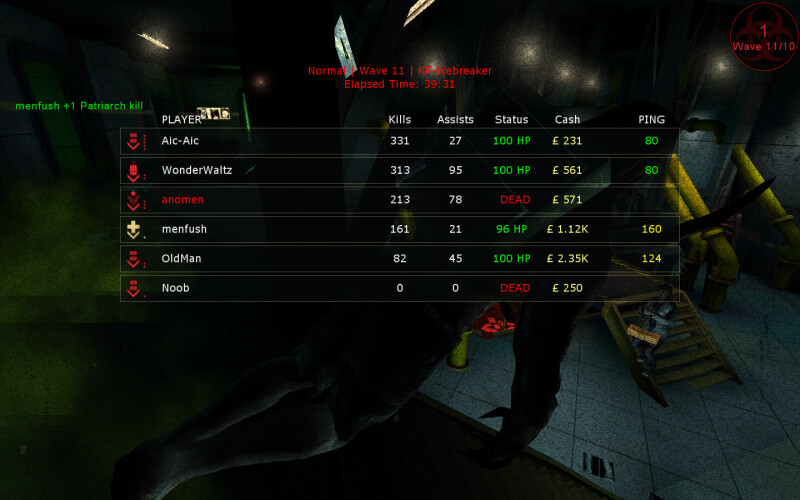 1
Wave 11/10
Normal | Wave 11 | KF-Icebreaker
Elapsed Time: 39:31
menfush +1 Patriarch kill
PLAYER Kills Assists Status Cash PING
Aic-Aic 331 27 100 HP £ 231 80
WonderWaltz 313 95 100 HP £ 561 80
anomen 213 78 DEAD £ 571
menfush 161 21 96 HP £ 1.12K 160
OldMan 82 45 100 HP £ 2.35K 124
Noob 0 0 DEAD £ 250